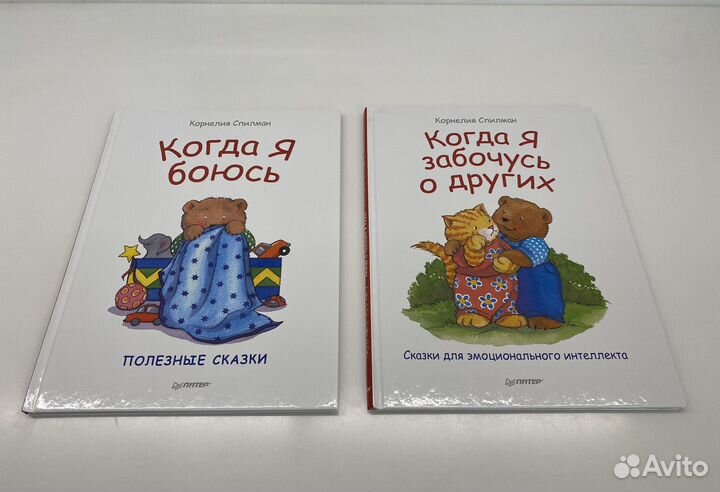 Корнелия Спилман
Когда Я
боюсь
ПОЛЕЗНЫЕ СКАЗКИ
ПИТЕР®
Корнелия Спилман
Когда Я
забочусь
о других
Сказки для эмоционального интеллекта
ПИТЕР®
Avito